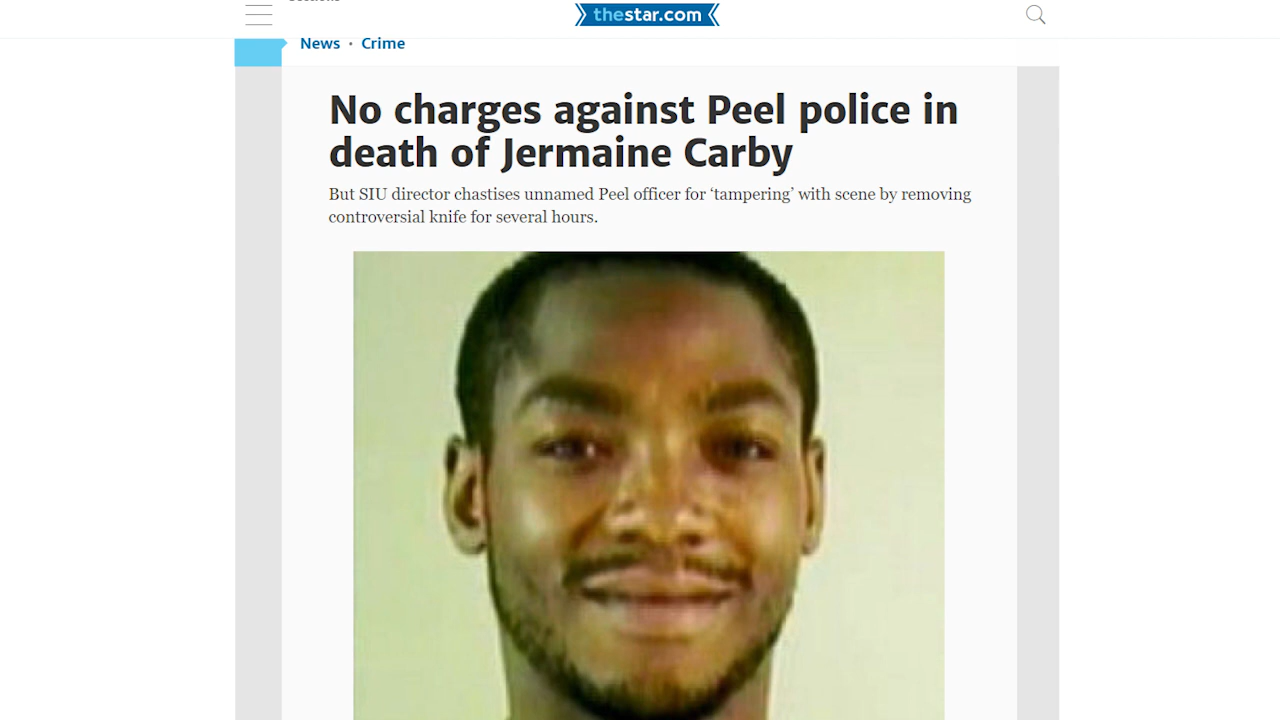 thestar.com
News • Crime
No charges against Peel police in
death of Jermaine Carby
But SIU director chastises unnamed Peel officer for ‘tampering’ with scene by removing
controversial knife for several hours.